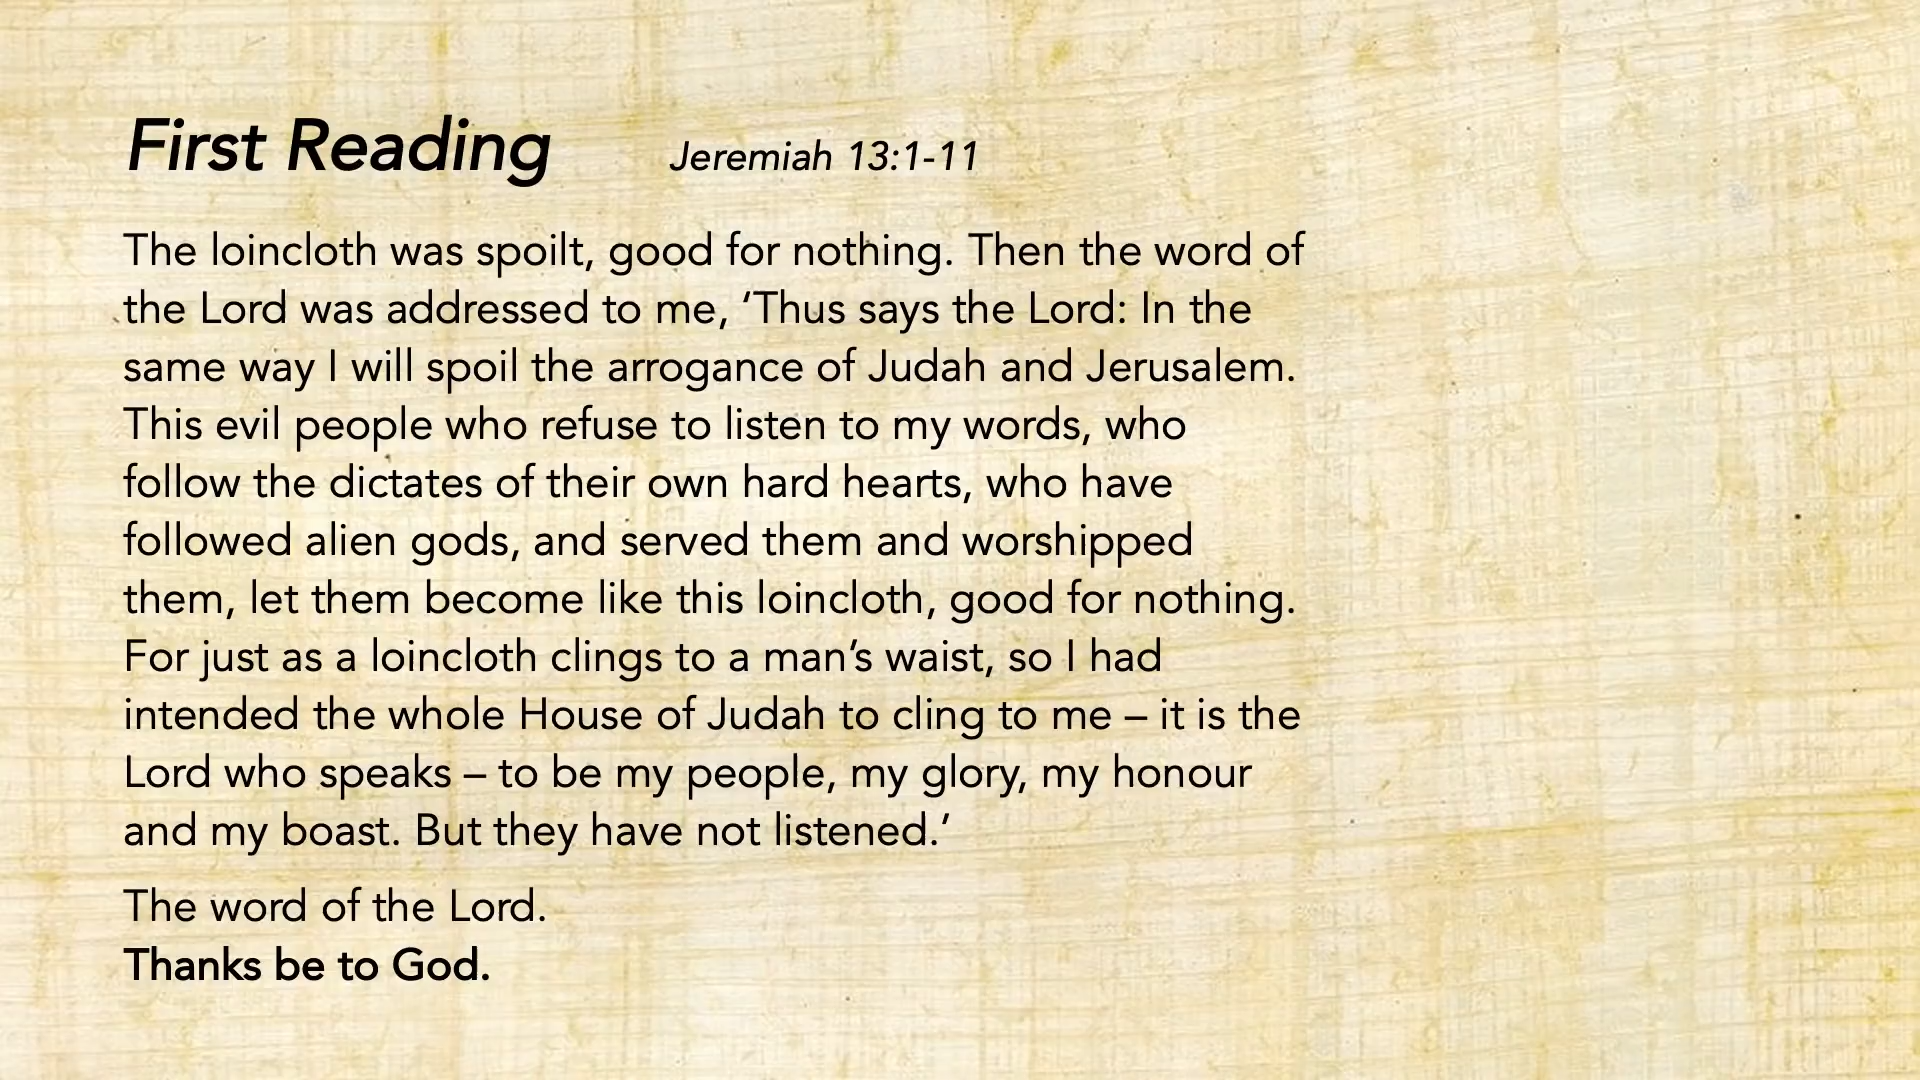 First Reading Jeremiah 13:1-11
The loincloth was spoilt, good for nothing. Then the word of
the Lord was addressed to me, ‘Thus says the Lord: In the
same way I will spoil the arrogance of Judah and Jerusalem.
This evil people who refuse to listen to my words, who
follow the dictates of their own hard hearts, who have
followed alien gods, and served them and worshipped
them, let them become like this loincloth, good for nothing.
For just as a loincloth clings to a man’s waist, so I had
intended the whole House of Judah to cling to me – it is the
Lord who speaks – to be my people, my glory, my honour
and my boast. But they have not listened.’
The word of the Lord.
Thanks be to God.